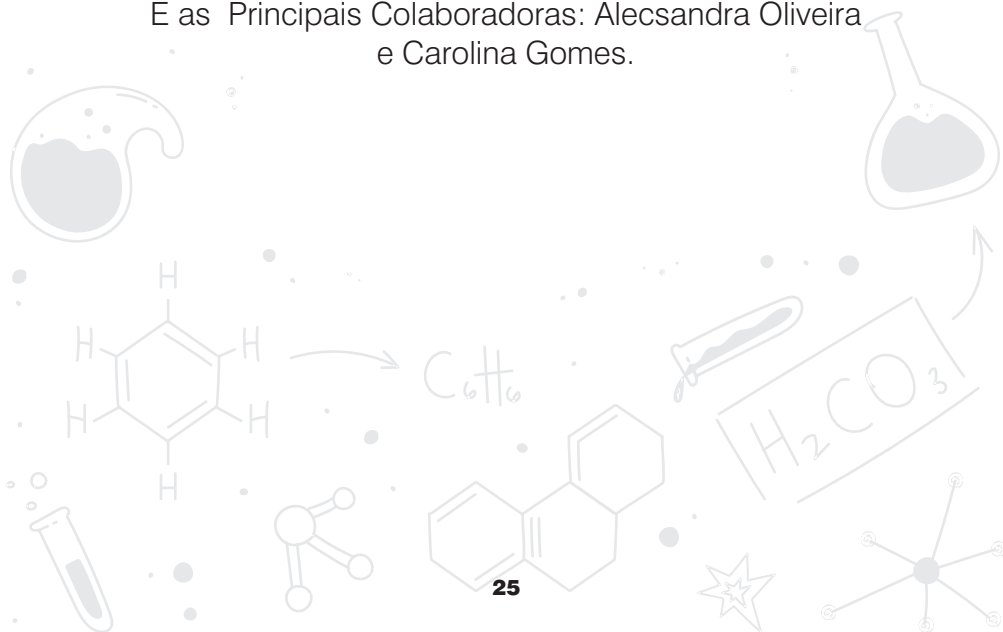 E as Principais Colaboradoras: Alecsandra Oliveira
e Carolina Gomes.
H
H
H
C₆H₆
H₂CO₃
H
H
H
25